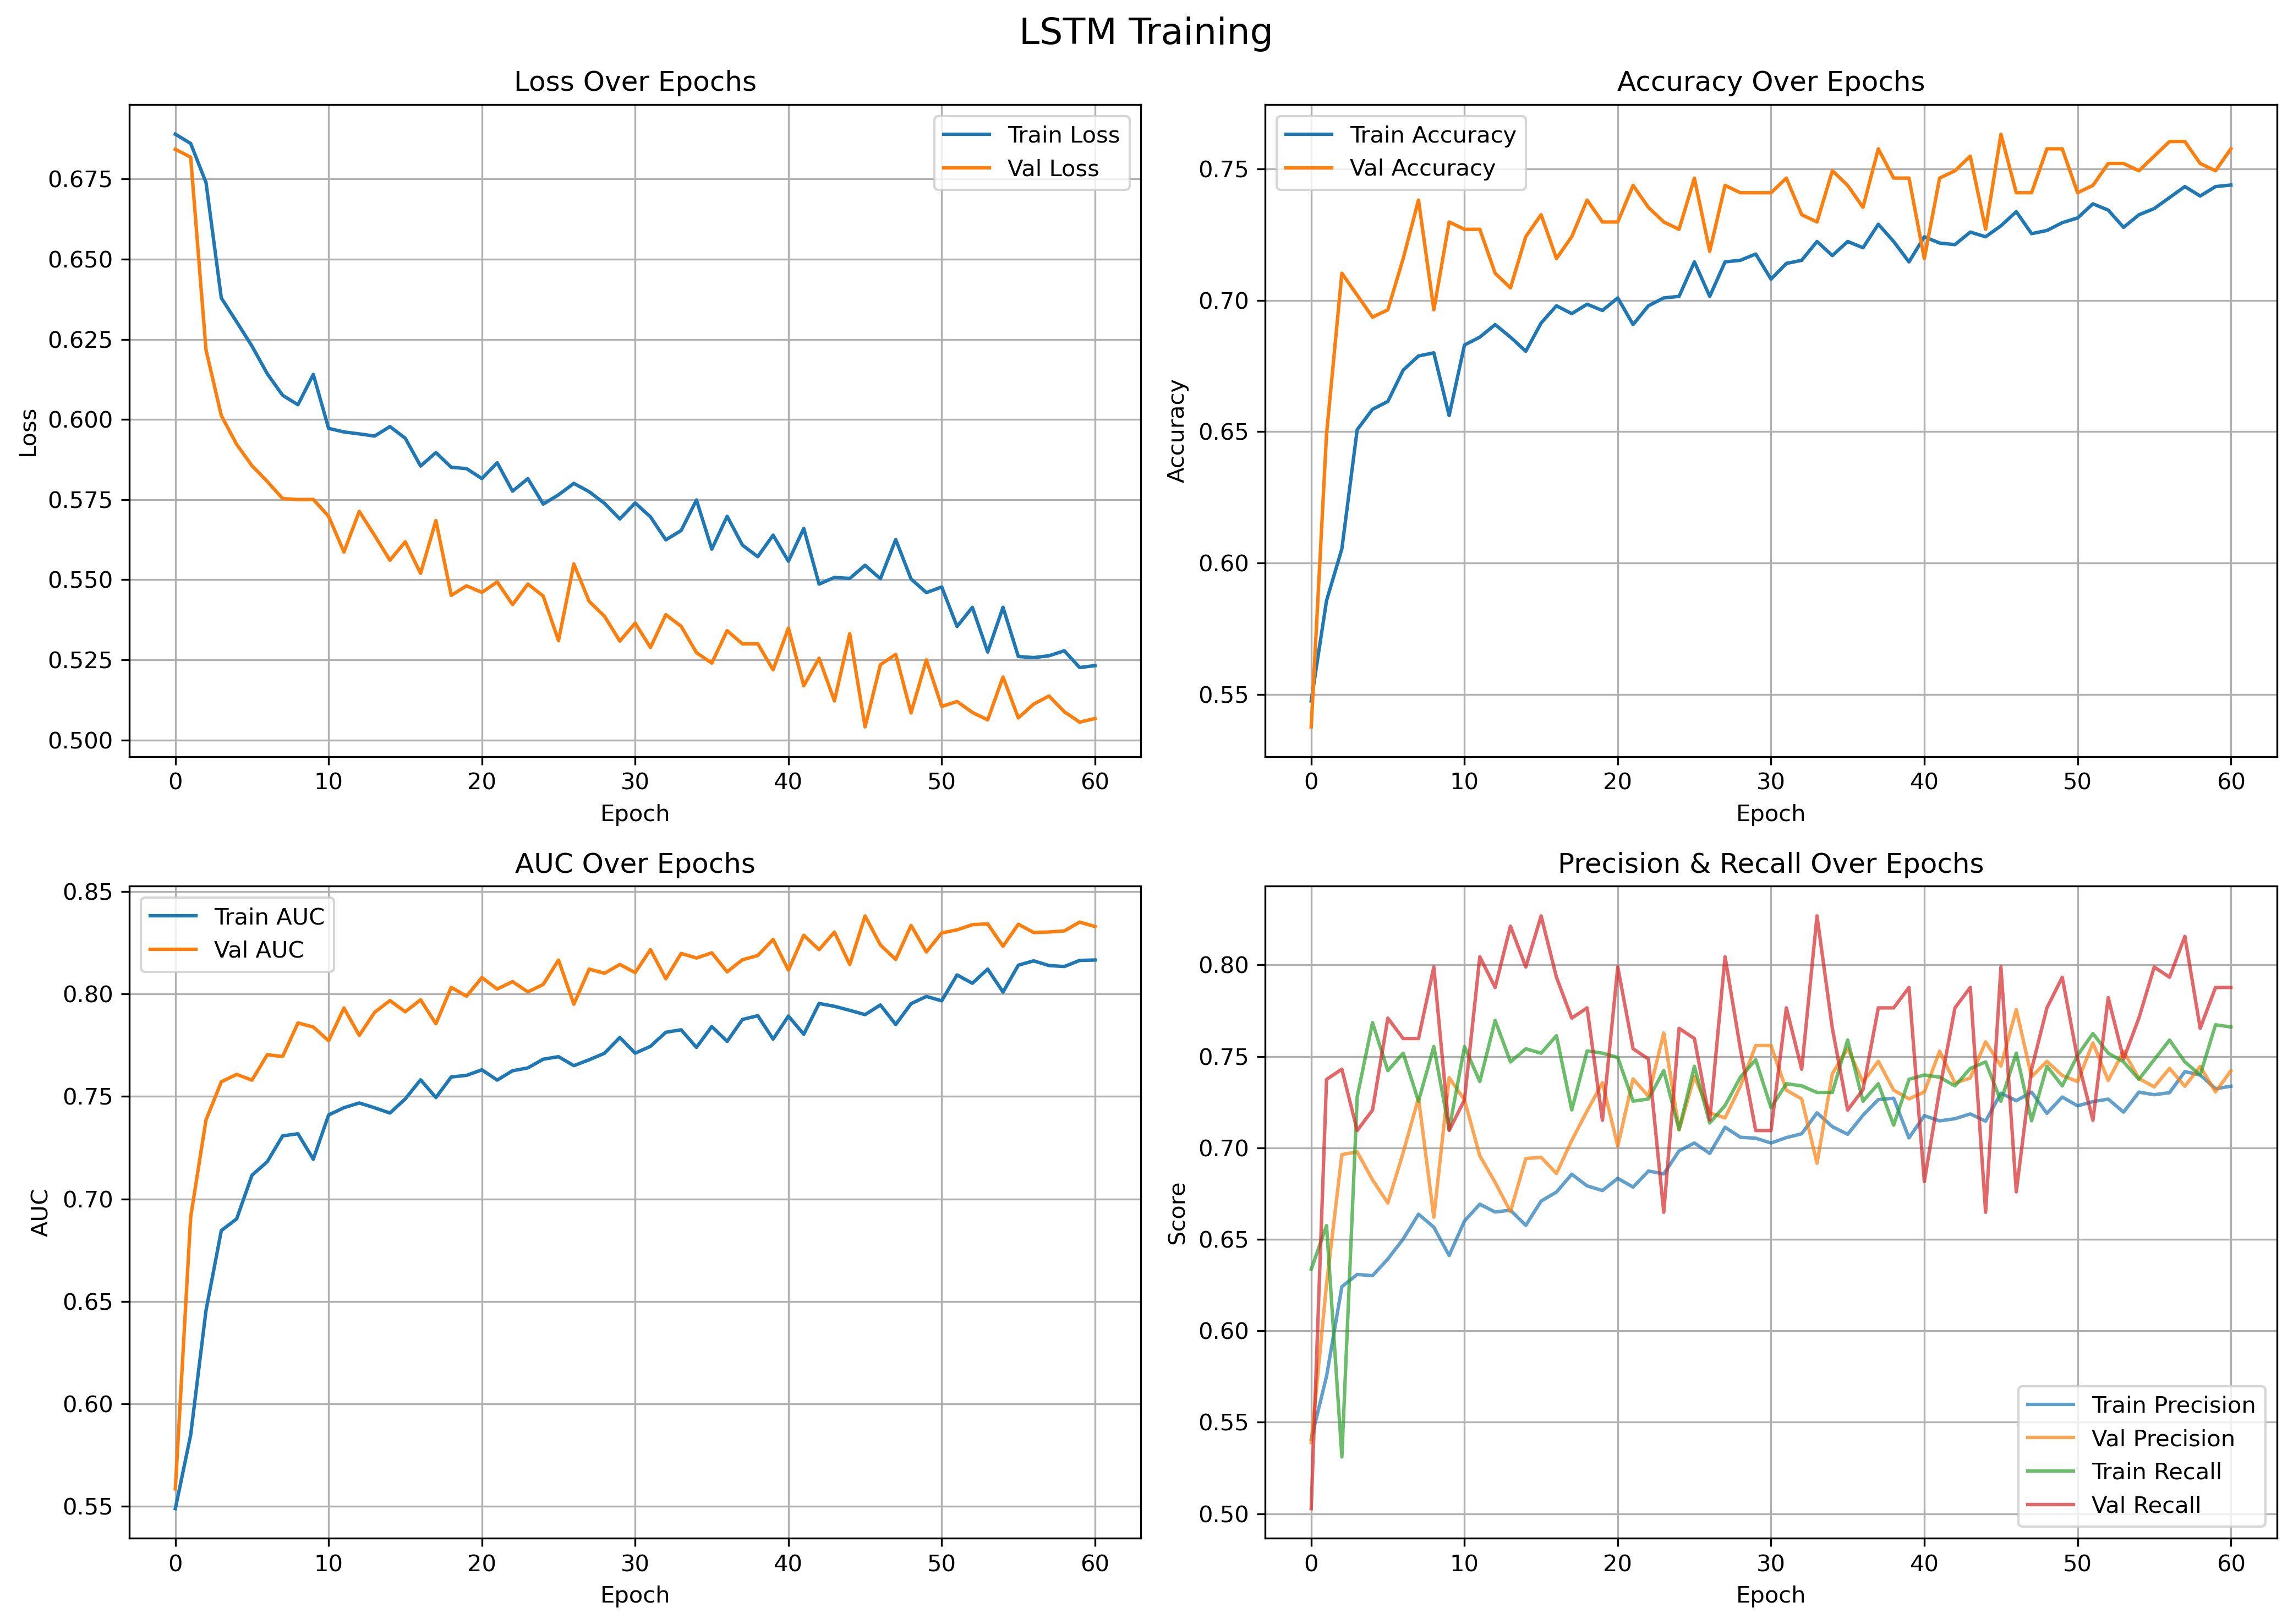 LSTM Training
Loss Over Epochs
Train Loss
Val Loss
0.675
0.650
0.625
0.600
0.575
0.550
0.525
0.500
Loss
0
10
20
30
40
50
60
Epoch
Accuracy Over Epochs
Train Accuracy
Val Accuracy
0.75
0.70
0.65
0.60
0.55
Accuracy
0
10
20
30
40
50
60
Epoch
AUC Over Epochs
Train AUC
Val AUC
0.85
0.80
0.75
0.70
0.65
0.60
0.55
AUC
0
10
20
30
40
50
60
Epoch
Precision & Recall Over Epochs
0.80
0.75
0.70
0.65
0.60
0.55
0.50
Score
Train Precision
Val Precision
Train Recall
Val Recall
0
10
20
30
40
50
60
Epoch